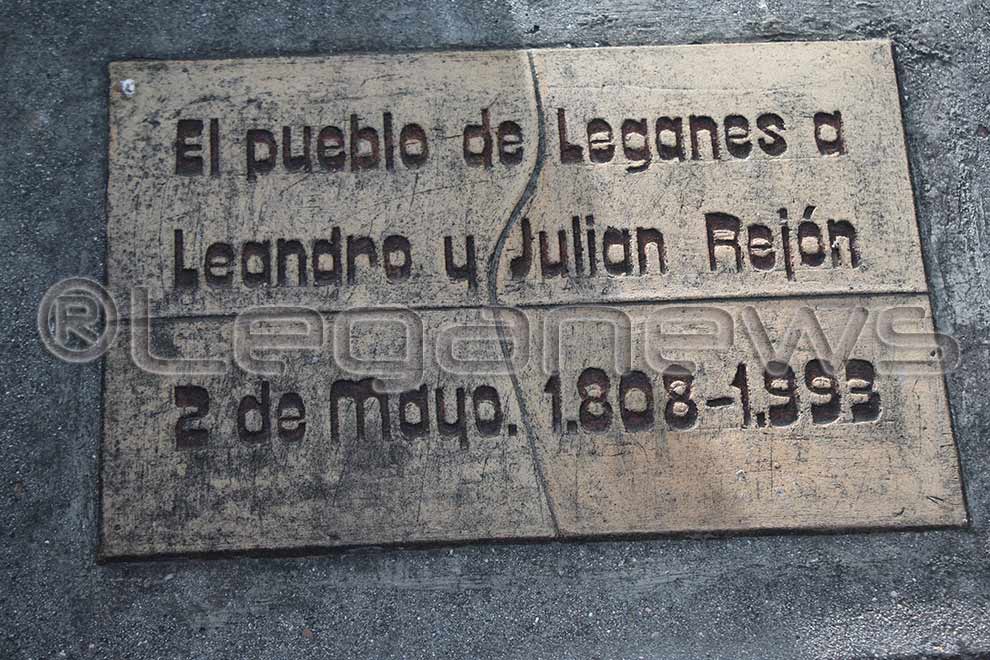 El pueblo de Leganes a
Leandro y Julian Rejón
®Leganews
2 de Mayo. 1.808-1.993